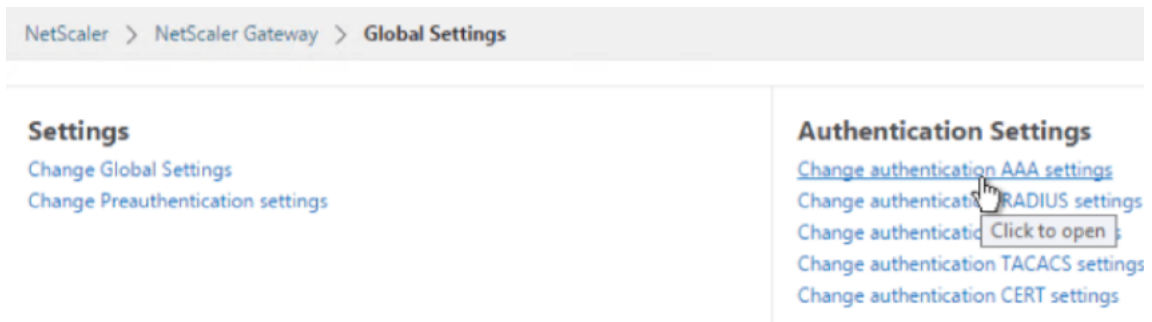 NetScaler > NetScaler Gateway > Global Settings
Settings
Change Global Settings
Change Preauthentication settings
Authentication Settings
Change authentication AAA settings
Change RADIUS settings
Change
Click to open
Change authentication TACACS settings
Change authentication CERT settings